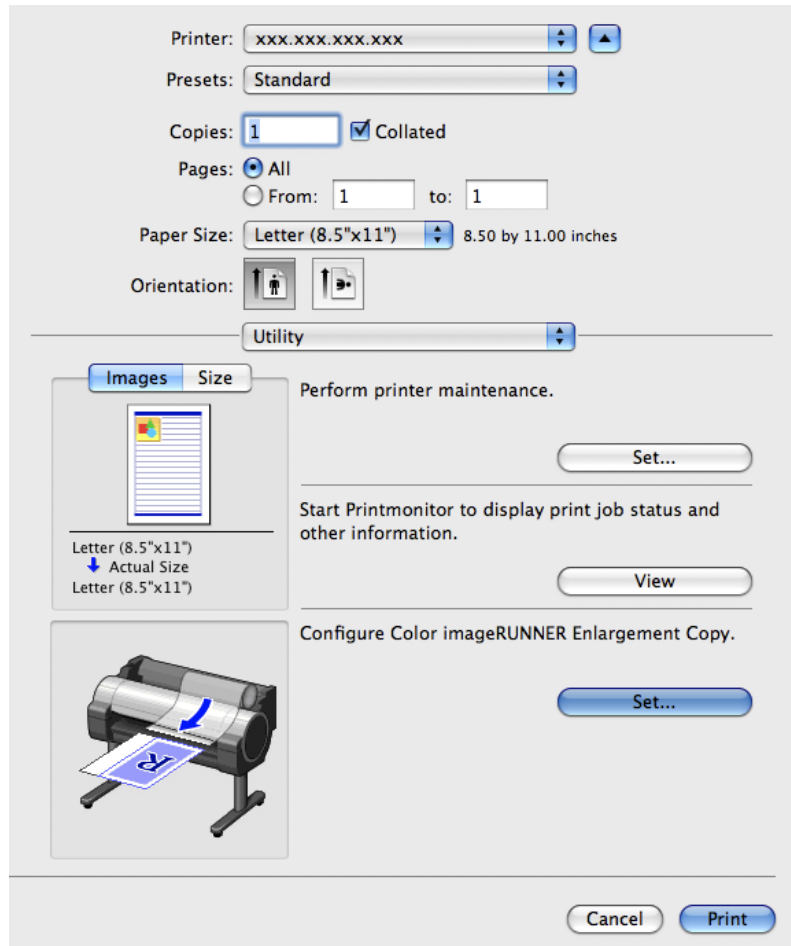 Printer: xxx.xxx.xxx.xxx
Presets: Standard
Copies: 1 Collated
Pages: All
From: 1 to: 1
Paper Size: Letter (8.5"x11") 8.50 by 11.00 inches
Orientation:
Utility
Images Size
Letter (8.5"x11")
Actual Size
Letter (8.5"x11")
Perform printer maintenance.
Set...
Start Printmonitor to display print job status and
other information.
View
Configure Color imageRUNNER Enlargement Copy.
Set...
R
Cancel Print